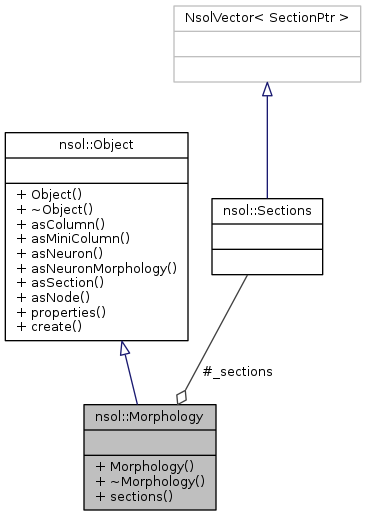 NsolVector< SectionPtr >
nsol::Object
+ Object()
+ ~Object()
+ asColumn()
+ asMiniColumn()
+ asNeuron()
+ asNeuronMorphology()
+ asSection()
+ asNode()
+ properties()
+ create()
nsol::Sections
#_sections
nsol::Morphology
+ Morphology()
+ ~Morphology()
+ sections()